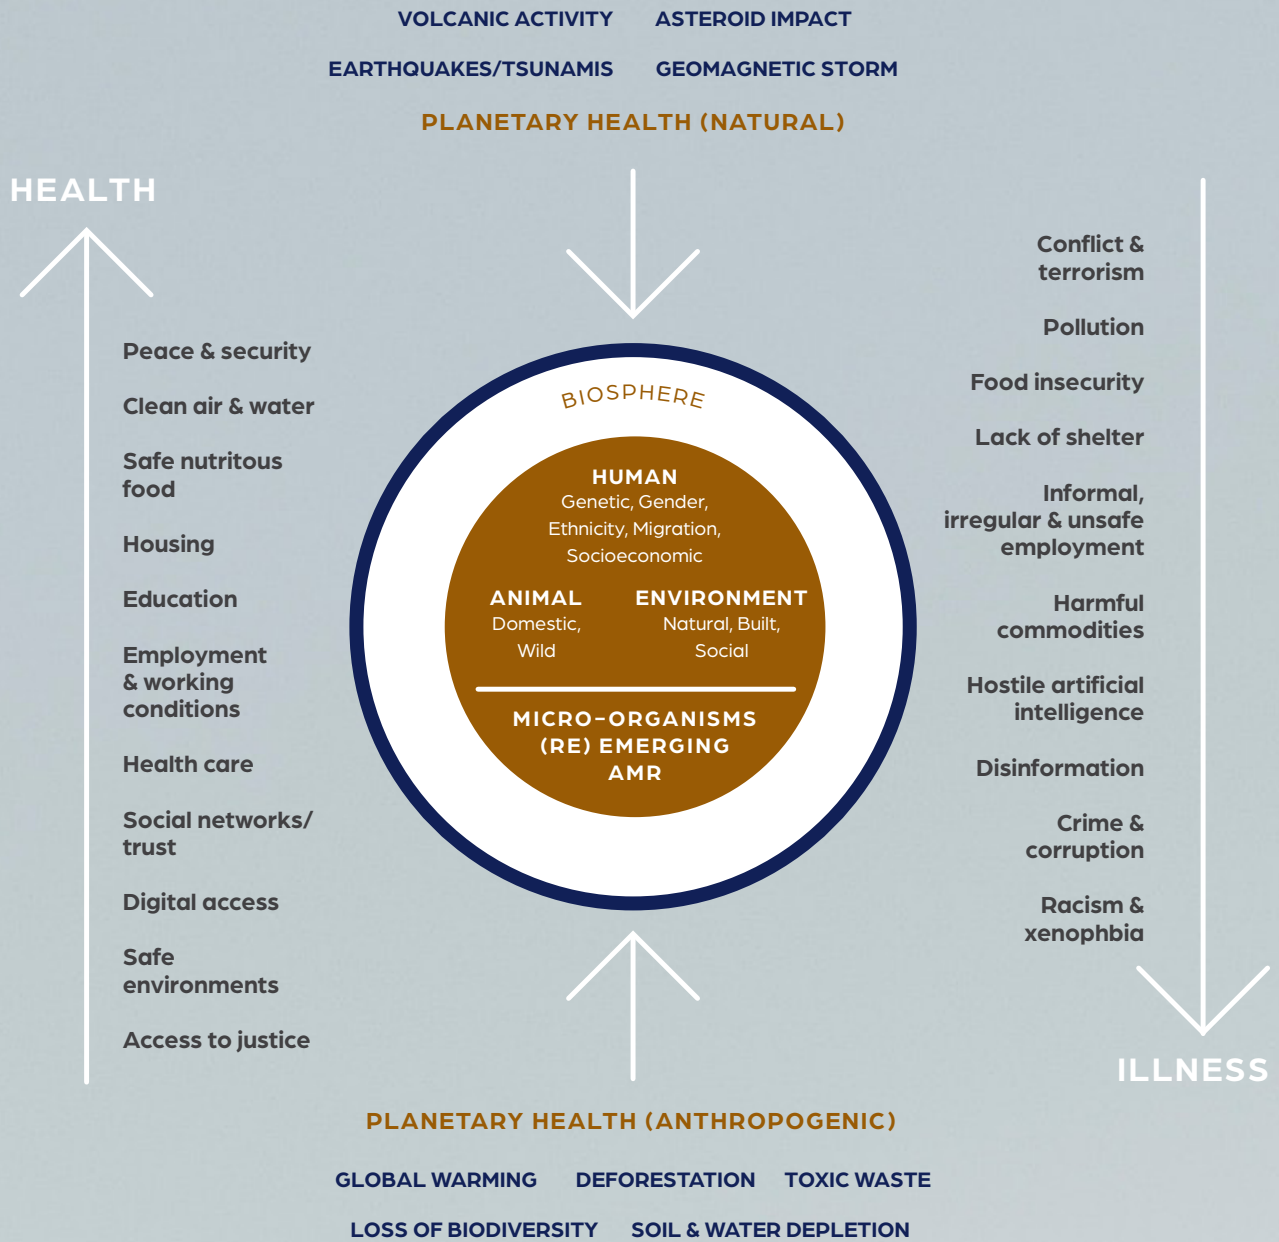 VOLCANIC ACTIVITY ASTEROID IMPACT
EARTHQUAKES/TSUNAMIS GEOMAGNETIC STORM
PLANETARY HEALTH (NATURAL)
HEALTH
Peace & security
Clean air & water
Safe nutritous
food
Housing
Education
Employment
& working
conditions
Health care
Social networks/
trust
Digital access
Safe
environments
Access to justice
BIOSPHERE
HUMAN
Genetic, Gender,
Ethnicity, Migration,
Socioeconomic
ANIMAL
Domestic,
Wild
ENVIRONMENT
Natural, Built,
Social
MICRO-ORGANISMS
(RE) EMERGING
AMR
Conflict &
terrorism
Pollution
Food insecurity
Lack of shelter
Informal,
irregular & unsafe
employment
Harmful
commodities
Hostile artificial
intelligence
Disinformation
Crime &
corruption
Racism &
xenophbia
ILLNESS
PLANETARY HEALTH (ANTHROPOGENIC)
GLOBAL WARMING DEFORESTATION TOXIC WASTE
LOSS OF BIODIVERSITY SOIL & WATER DEPLETION